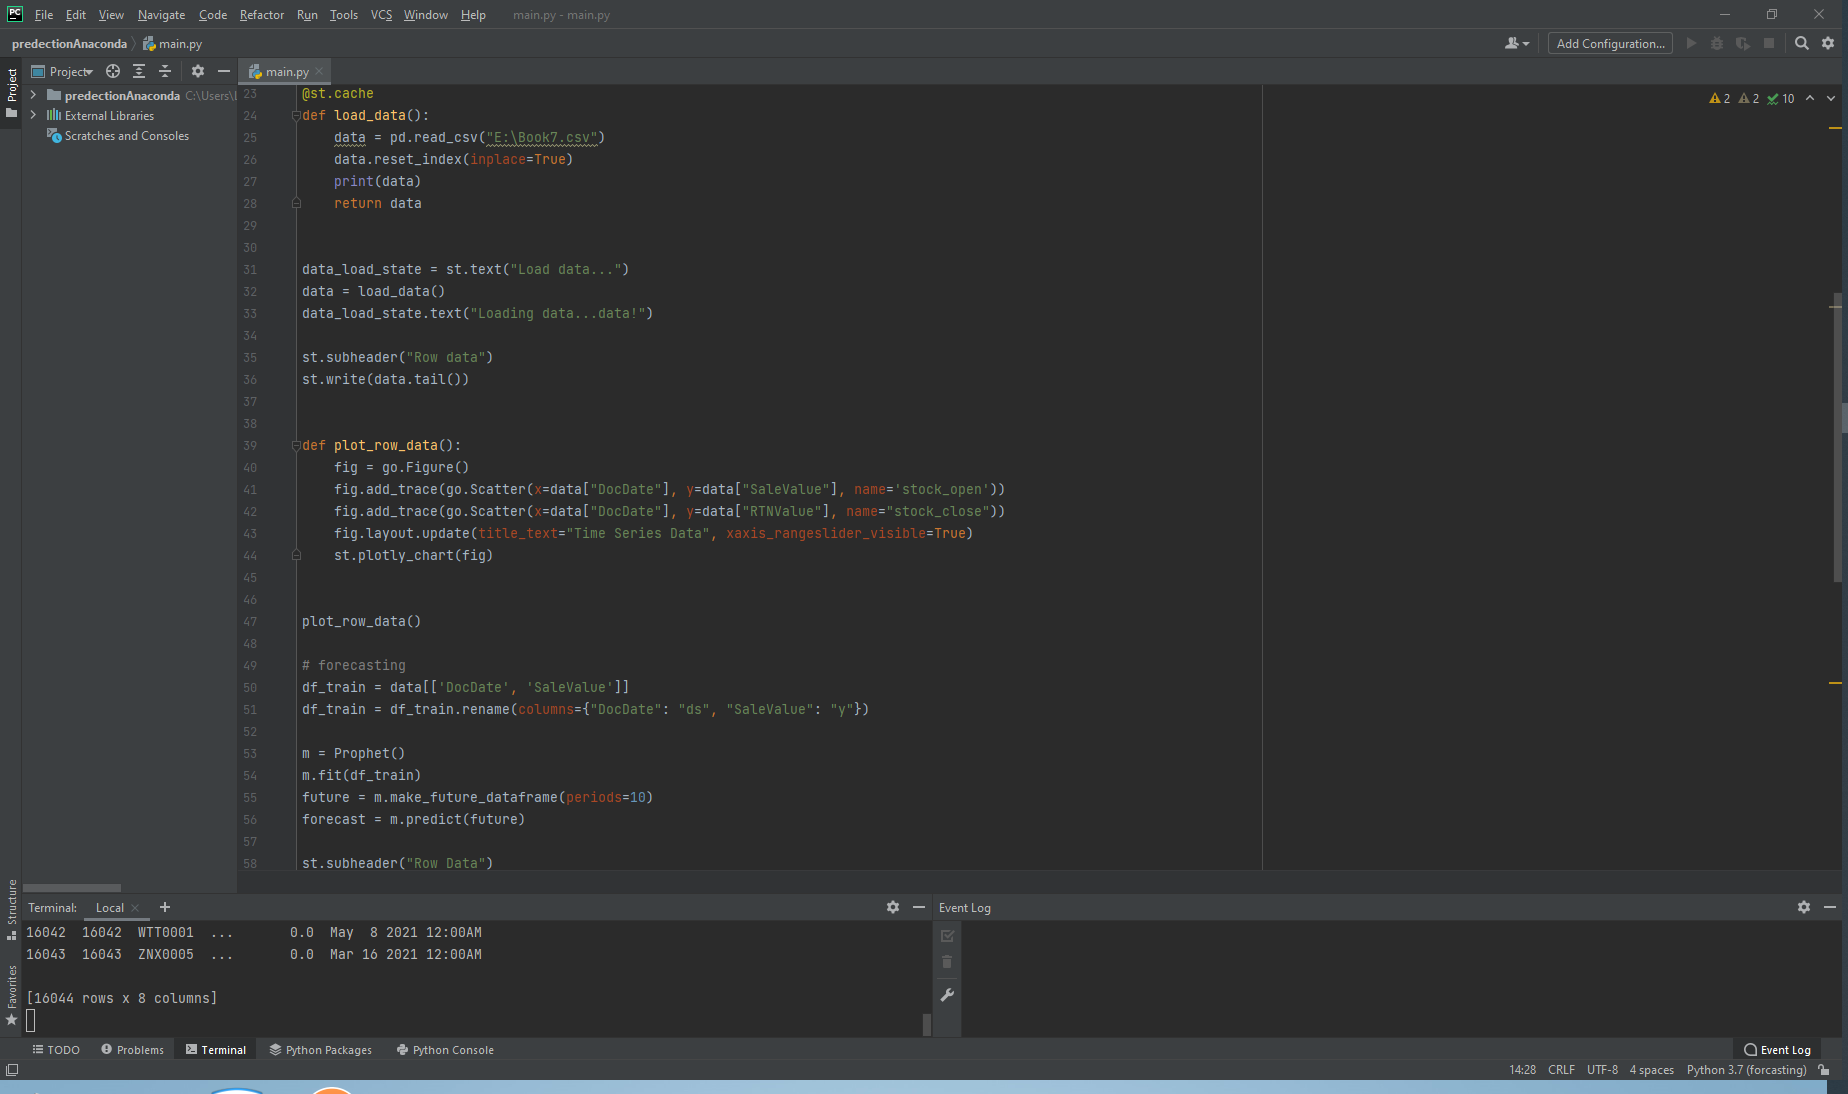 PC File Edit View Navigate Code Refactor Run Tools VCS Window Help main.py - main.py
predectionAnaconda main.py Add Configuration...
Project Project main.py
predectionAnaconda C:\Users\
External Libraries
Scratches and Consoles
2 2 10
23 @st.cache
24 def load_data():
25 data = pd.read_csv("E:\Book7.csv")
26 data.reset_index(inplace=True)
27 print(data)
28 return data
29
30
31 data_load_state = st.text("Load data...")
32 data = load_data()
33 data_load_state.text("Loading data...data!")
34
35 st.subheader("Row data")
36 st.write(data.tail())
37
38
39 def plot_row_data():
40 fig = go.Figure()
41 fig.add_trace(go.Scatter(x=data["DocDate"], y=data["SaleValue"], name='stock_open'))
42 fig.add_trace(go.Scatter(x=data["DocDate"], y=data["RTNValue"], name="stock_close"))
43 fig.layout.update(title_text="Time Series Data", xaxis_rangeslider_visible=True)
44 st.plotly_chart(fig)
45
46
47 plot_row_data()
48
49 # forecasting
50 df_train = data[['DocDate', 'SaleValue']]
51 df_train = df_train.rename(columns={"DocDate": "ds", "SaleValue": "y"})
52
53 m = Prophet()
54 m.fit(df_train)
55 future = m.make_future_dataframe(periods=10)
56 forecast = m.predict(future)
57
58 st.subheader("Row Data")
Structure
Favorites
Terminal: Local
16042 16042 WTT0001 ... 0.0 May 8 2021 12:00AM
16043 16043 ZNX0005 ... 0.0 Mar 16 2021 12:00AM
[16044 rows x 8 columns]
Event Log
TODO Problems Terminal Python Packages Python Console Event Log
14:28 CRLF UTF-8 4 spaces Python 3.7 (forcasting)